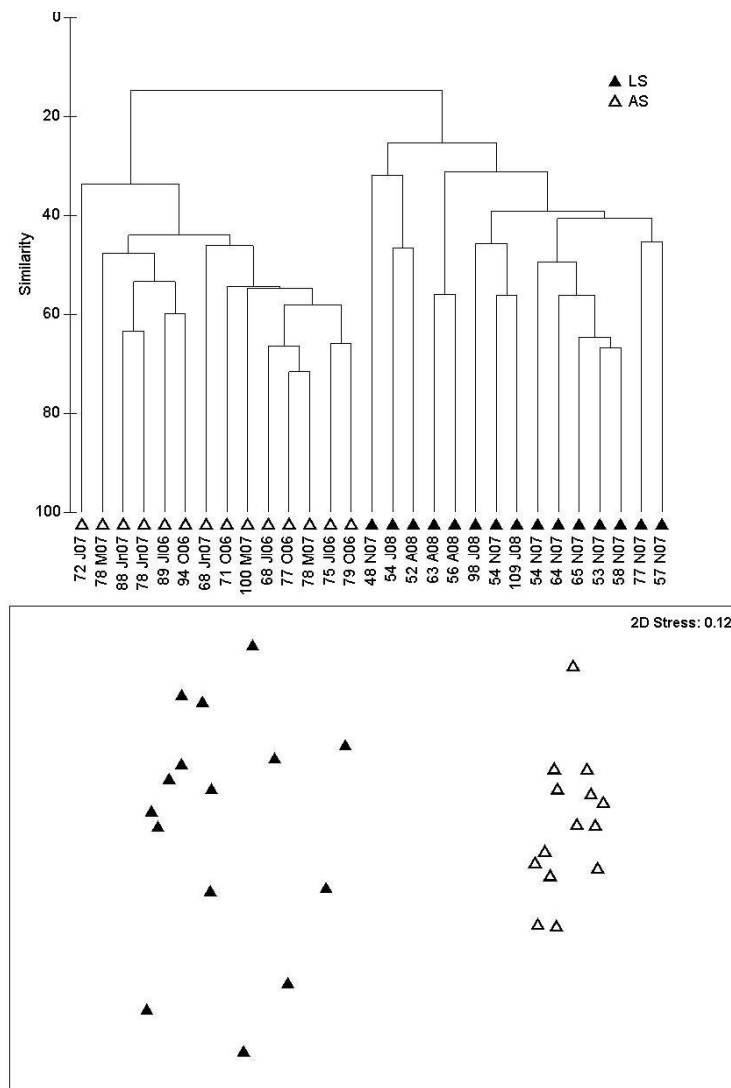 0
LS
AS
20
40
Similarity
60
80
100
72 J07
78 M07
88 Jn07
78 Jn07
89 Jl06
94 O06
68 Jn07
71 O06
100 M07
68 Jl06
77 O06
78 M07
75 Jl06
79 O06
48 N07
54 J08
52 A08
63 A08
56 A08
98 J08
54 N07
109 J08
54 N07
64 N07
65 N07
53 N07
58 N07
77 N07
57 N07
2D Stress: 0.12